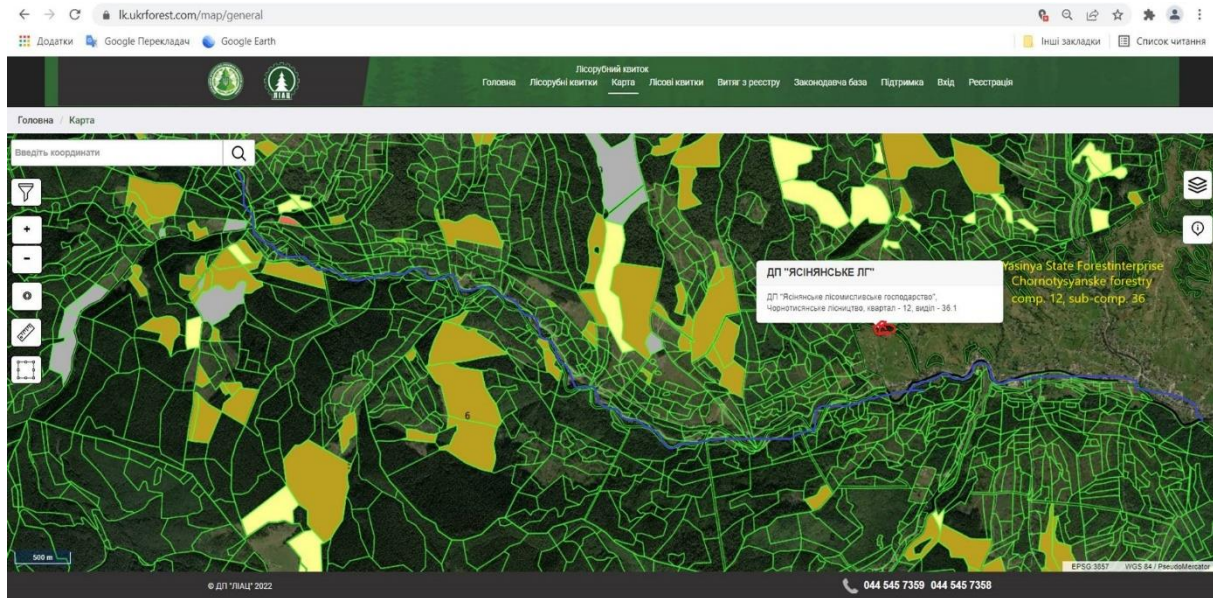 lk.ukrforest.com/map/general
Додатки Google Перекладач Google Earth Інші закладки Список читання
ЛІАЦ
Лісорубний квиток
Головна Лісорубні квитки Карта Лісові квитки Витяг з реєстру Законодавча база Підтримка Вхід Реєстрація
Головна / Карта
Введіть координати
ДП "ЯСІНЯНСЬКЕ ЛГ"
ДП "Ясінянське лісомисливське господарство",
Чорнотисянське лісництво, квартал - 12, виділ - 36.1
Yasinya State Forestinterprise
Chornotysyanske forestry
comp. 12, sub-comp. 36
6
500 m
EPSG:3857 WGS 84 / PseudoMercator
© ДП "ЛІАЦ" 2022
044 545 7359 044 545 7358